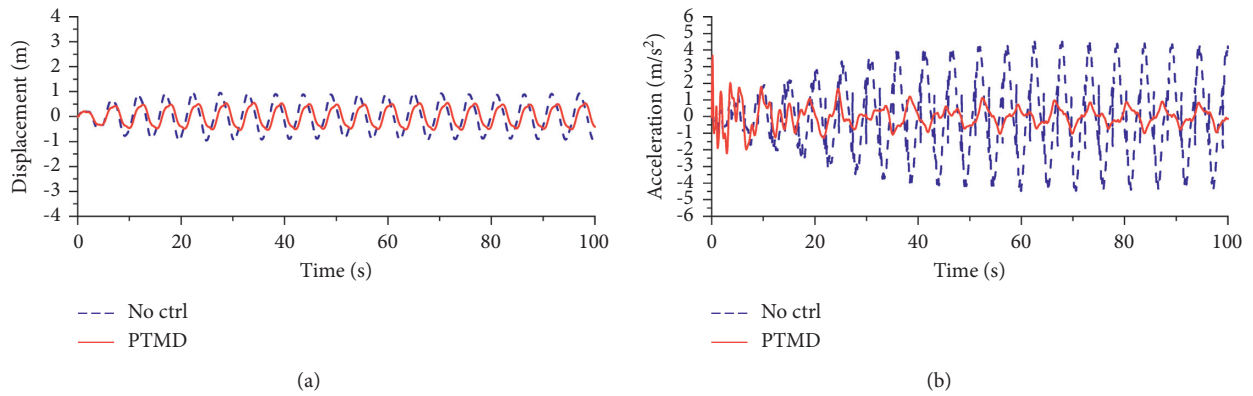 4
3
2
1
0
-1
-2
-3
-4
Displacement (m)
0 20 40 60 80 100
Time (s)
No ctrl
PTMD
(a)
6
5
4
3
2
1
0
-1
-2
-3
-4
-5
-6
Acceleration (m/s²)
0 20 40 60 80 100
Time (s)
No ctrl
PTMD
(b)